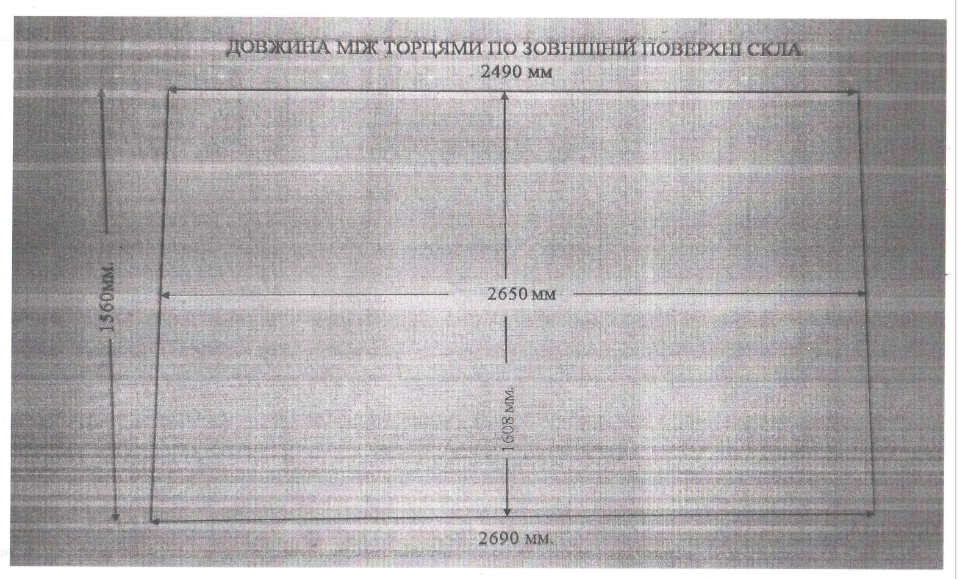 ДОВЖИНА МІЖ ТОРЦЯМИ ПО ЗОВНІШНІЙ ПОВЕРХНІ СКЛА
2490 мм
1560мм.
2650 мм
1608 мм.
2690 мм.